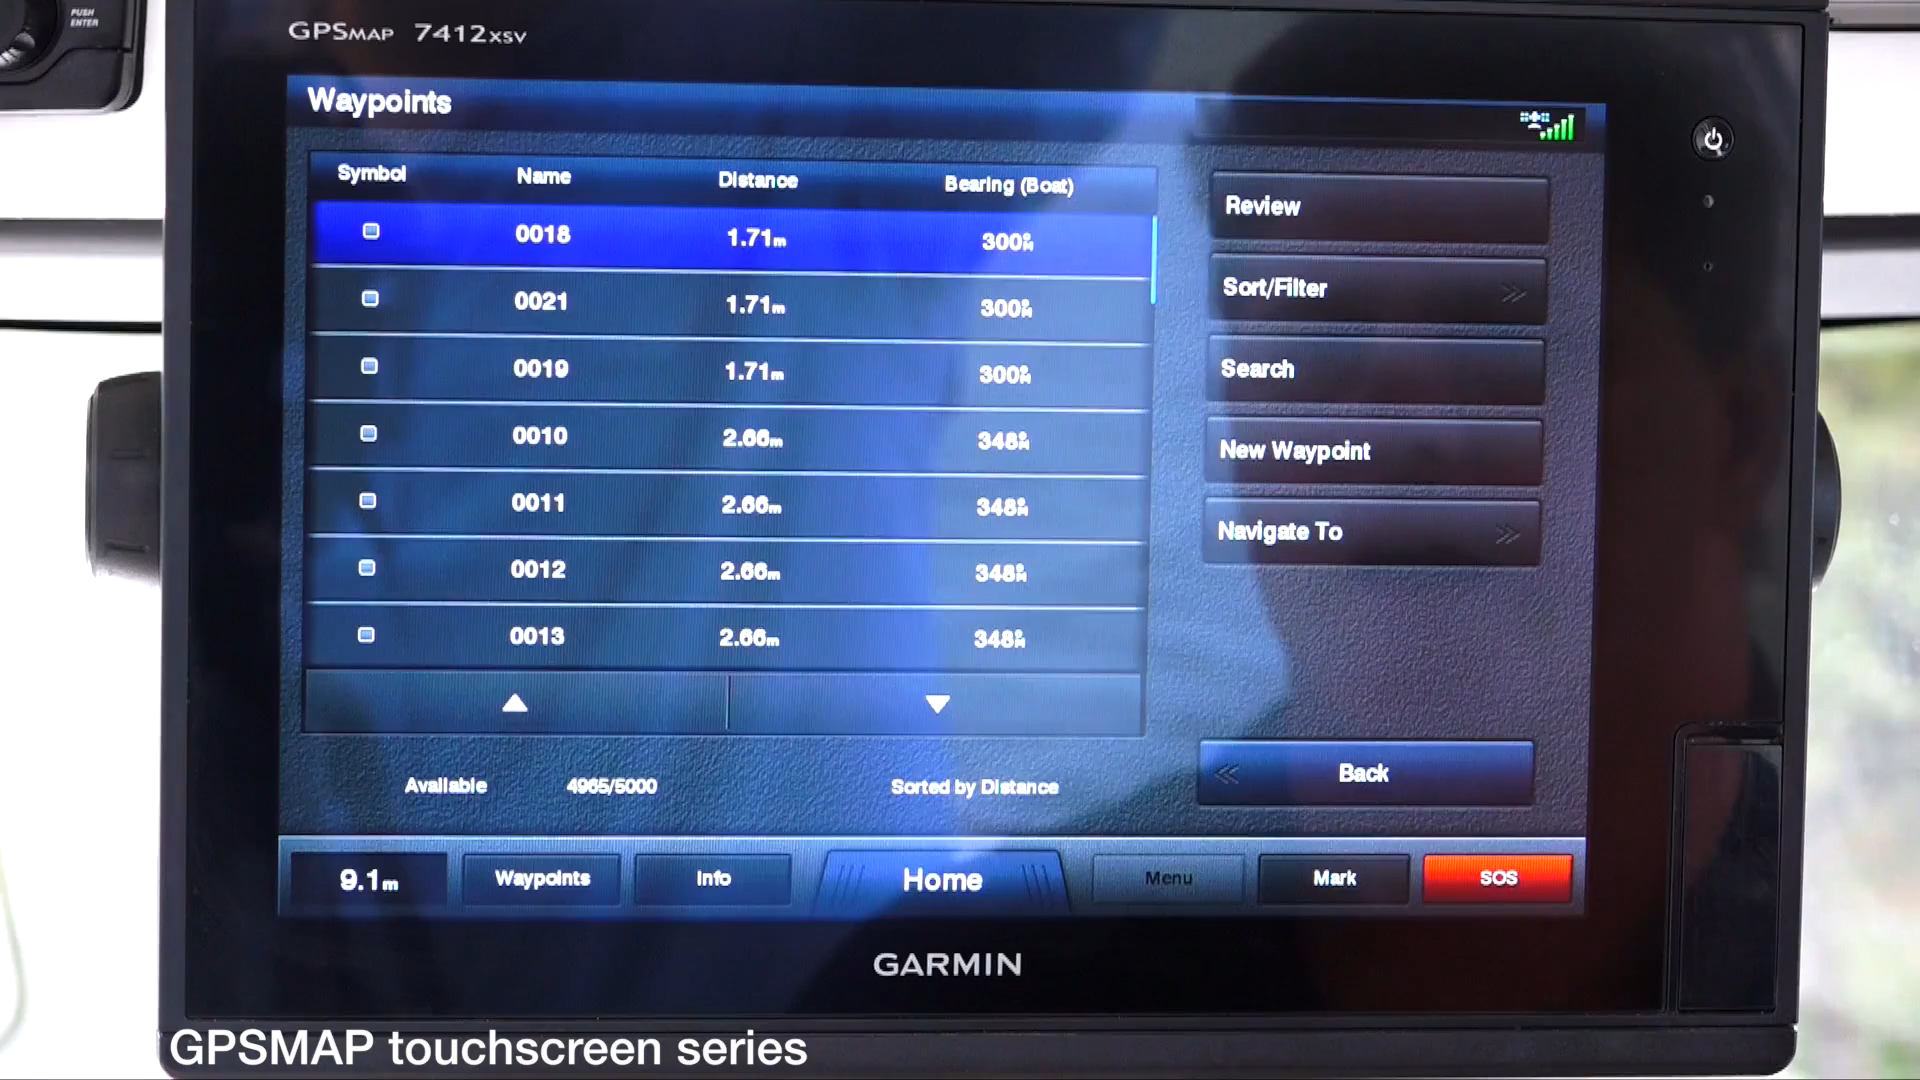 PUSH
ENTER
GPSMAP 7412xsv
Waypoints
Symbol Name Distance Bearing (Boat)
0018 1.71m 300°M
0021 1.71m 300°M
0019 1.71m 300°M
0010 2.66m 348°M
0011 2.66m 348°M
0012 2.66m 348°M
0013 2.66m 348°M
Available 4965/5000 Sorted by Distance
Review
Sort/Filter
Search
New Waypoint
Navigate To
Back
9.1m Waypoints Info Home Menu Mark SOS
GARMIN
GPSMAP touchscreen series